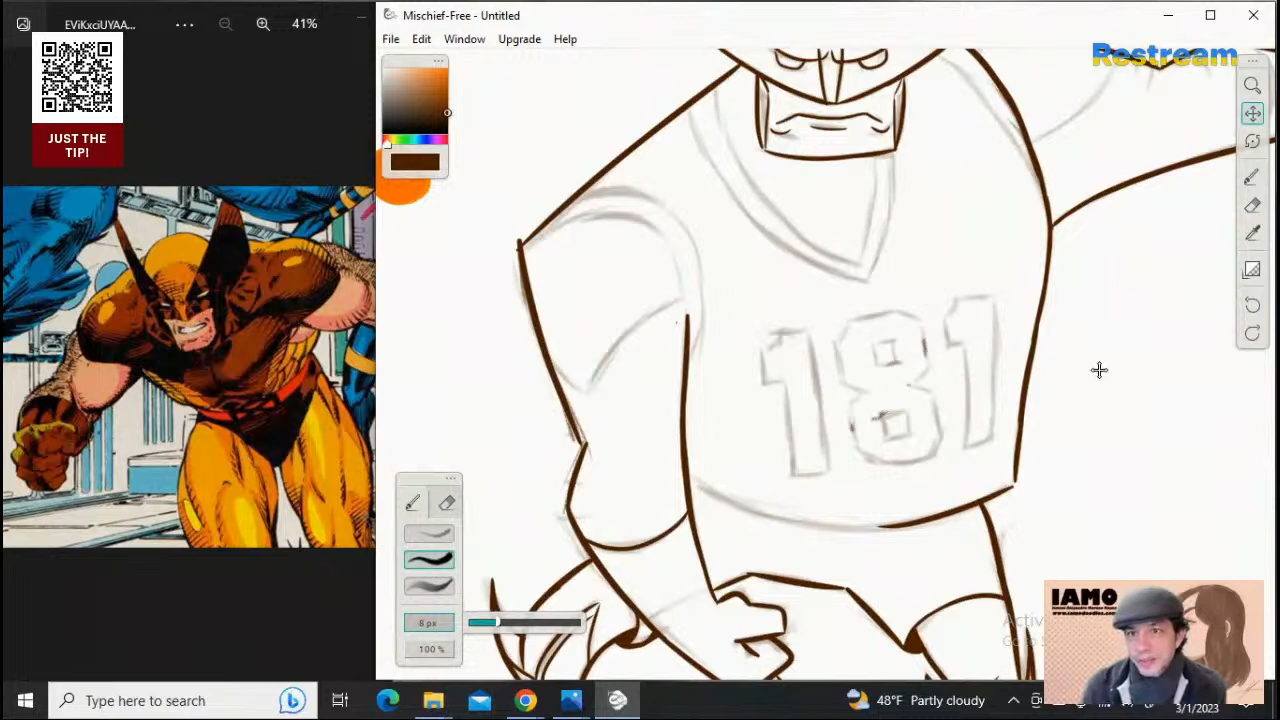 Mischief-Free - Untitled
EViKxciUYAA...
41%
File Edit Window Upgrade Help
Restream
JUST THE
TIP!
181
8 px
100 %
IAMO
Type here to search
48°F Partly cloudy
3/1/2023